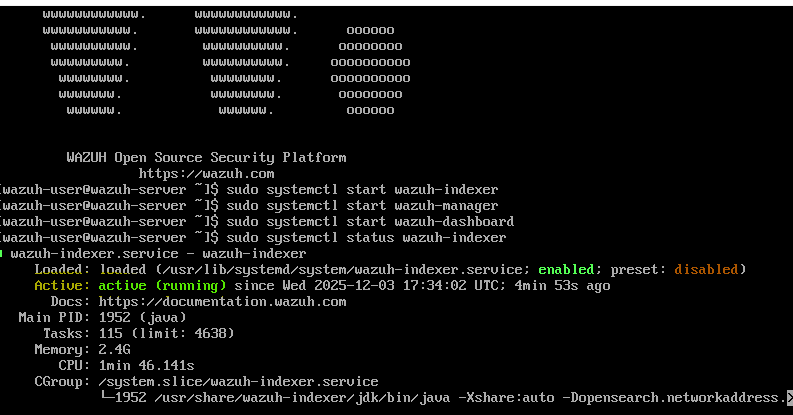 wwwwwwwwwwww.      wwwwwwwwwwww.
wwwwwwwwwww.       wwwwwwwwwwww.      oooooo
wwwwwwwwww.        wwwwwwwwww.      oooooooo
wwwwwwwww.         wwwwwwwwww.     oooooooooo
wwwwwwww.          wwwwwwww.      oooooooooo
wwwwwww.           wwwwwwww.       oooooooo
wwwwww.            wwwwww.        oooooo
WAZUH Open Source Security Platform
https://wazuh.com
[wazuh-user@wazuh-server ~]$ sudo systemctl start wazuh-indexer
[wazuh-user@wazuh-server ~]$ sudo systemctl start wazuh-manager
[wazuh-user@wazuh-server ~]$ sudo systemctl start wazuh-dashboard
[wazuh-user@wazuh-server ~]$ sudo systemctl status wazuh-indexer
wazuh-indexer.service - wazuh-indexer
Loaded: loaded (/usr/lib/systemd/system/wazuh-indexer.service; enabled; preset: disabled)
Active: active (running) since Wed 2025-12-03 17:34:02 UTC; 4min 53s ago
Docs: https://documentation.wazuh.com
Main PID: 1952 (java)
Tasks: 115 (limit: 4638)
Memory: 2.4G
CPU: 1min 46.141s
CGroup: /system.slice/wazuh-indexer.service
└─1952 /usr/share/wazuh-indexer/jdk/bin/java -Xshare:auto -Dopensearch.networkaddress.>